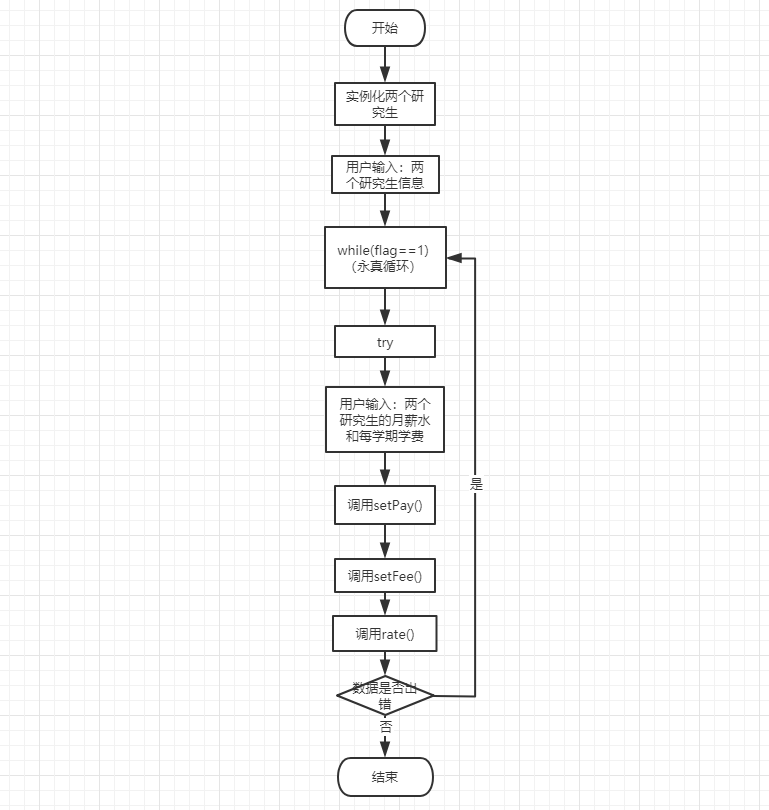 开始
实例化两个研
究生
用户输入：两
个研究生信息
while(flag==1)
（永真循环）
try
用户输入：两个
研究生的月薪水
和每学期学费
是
调用setPay()
调用setFee()
调用rate()
数据是否出
错
否
结束